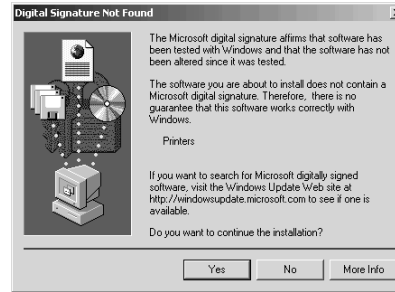 Digital Signature Not Found
The Microsoft digital signature affirms that software has
been tested with Windows and that the software has not
been altered since it was tested.
The software you are about to install does not contain a
Microsoft digital signature. Therefore, there is no
guarantee that this software works correctly with
Windows.
Printers
If you want to search for Microsoft digitally signed
software, visit the Windows Update Web site at
http://windowsupdate.microsoft.com to see if one is
available.
Do you want to continue the installation?
Yes No More Info